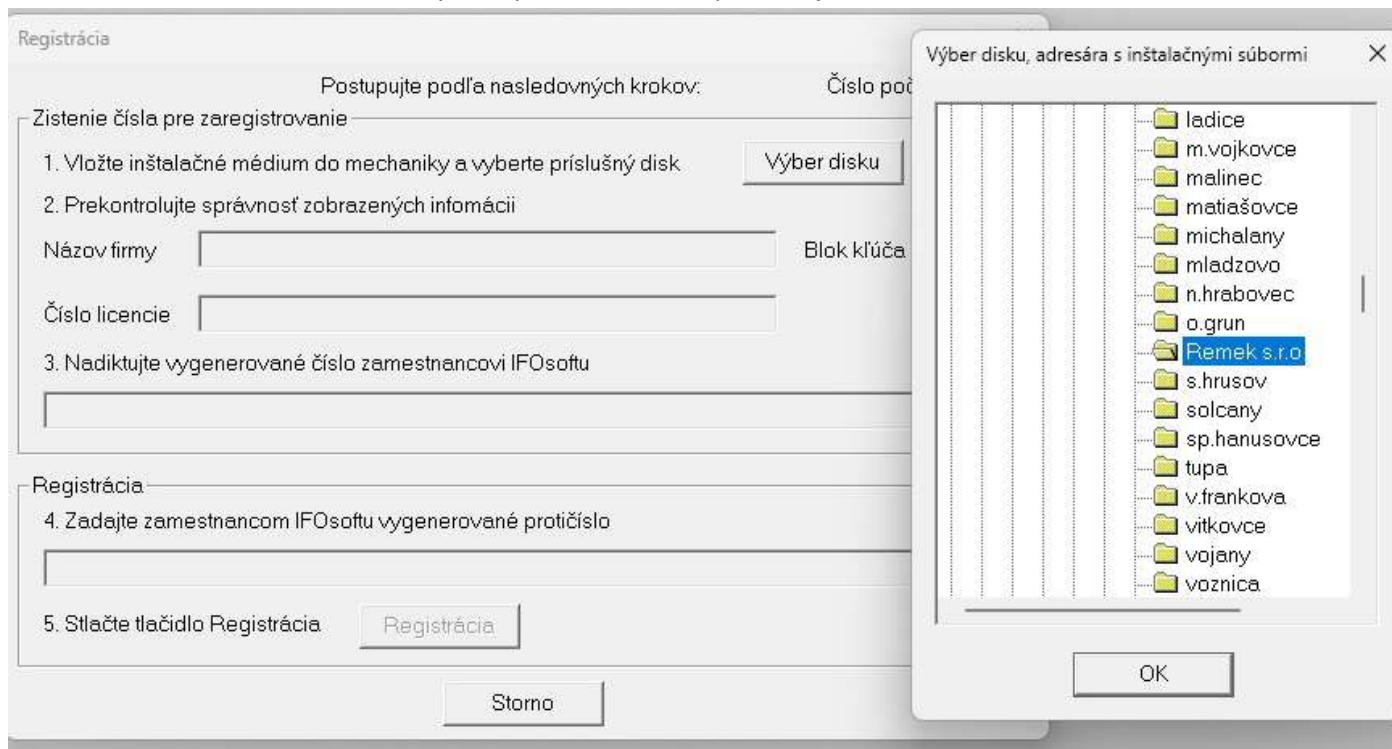 Registrácia
Postupujte podľa nasledovných krokov:
Číslo poč
Zistenie čísla pre zaregistrovanie
1. Vložte inštalačné médium do mechaniky a vyberte príslušný disk
Výber disku
2. Prekontrolujte správnosť zobrazených infomácii
Názov firmy
Blok kľúča
Číslo licencie
3. Nadiktujte vygenerované číslo zamestnancovi IFOsoftu
Registrácia
4. Zadajte zamestnancom IFOsoftu vygenerované protičíslo
5. Stlačte tlačidlo Registrácia
Registrácia
Storno
Výber disku, adresára s inštalačnými súbormi
ladice
m.vojkovce
malinec
matiašovce
michalany
mladzovo
n.hrabovec
o.grun
Remek s.r.o
s.hrusov
solcany
sp.hanusovce
tupa
v.frankova
vitkovce
vojany
voznica
OK